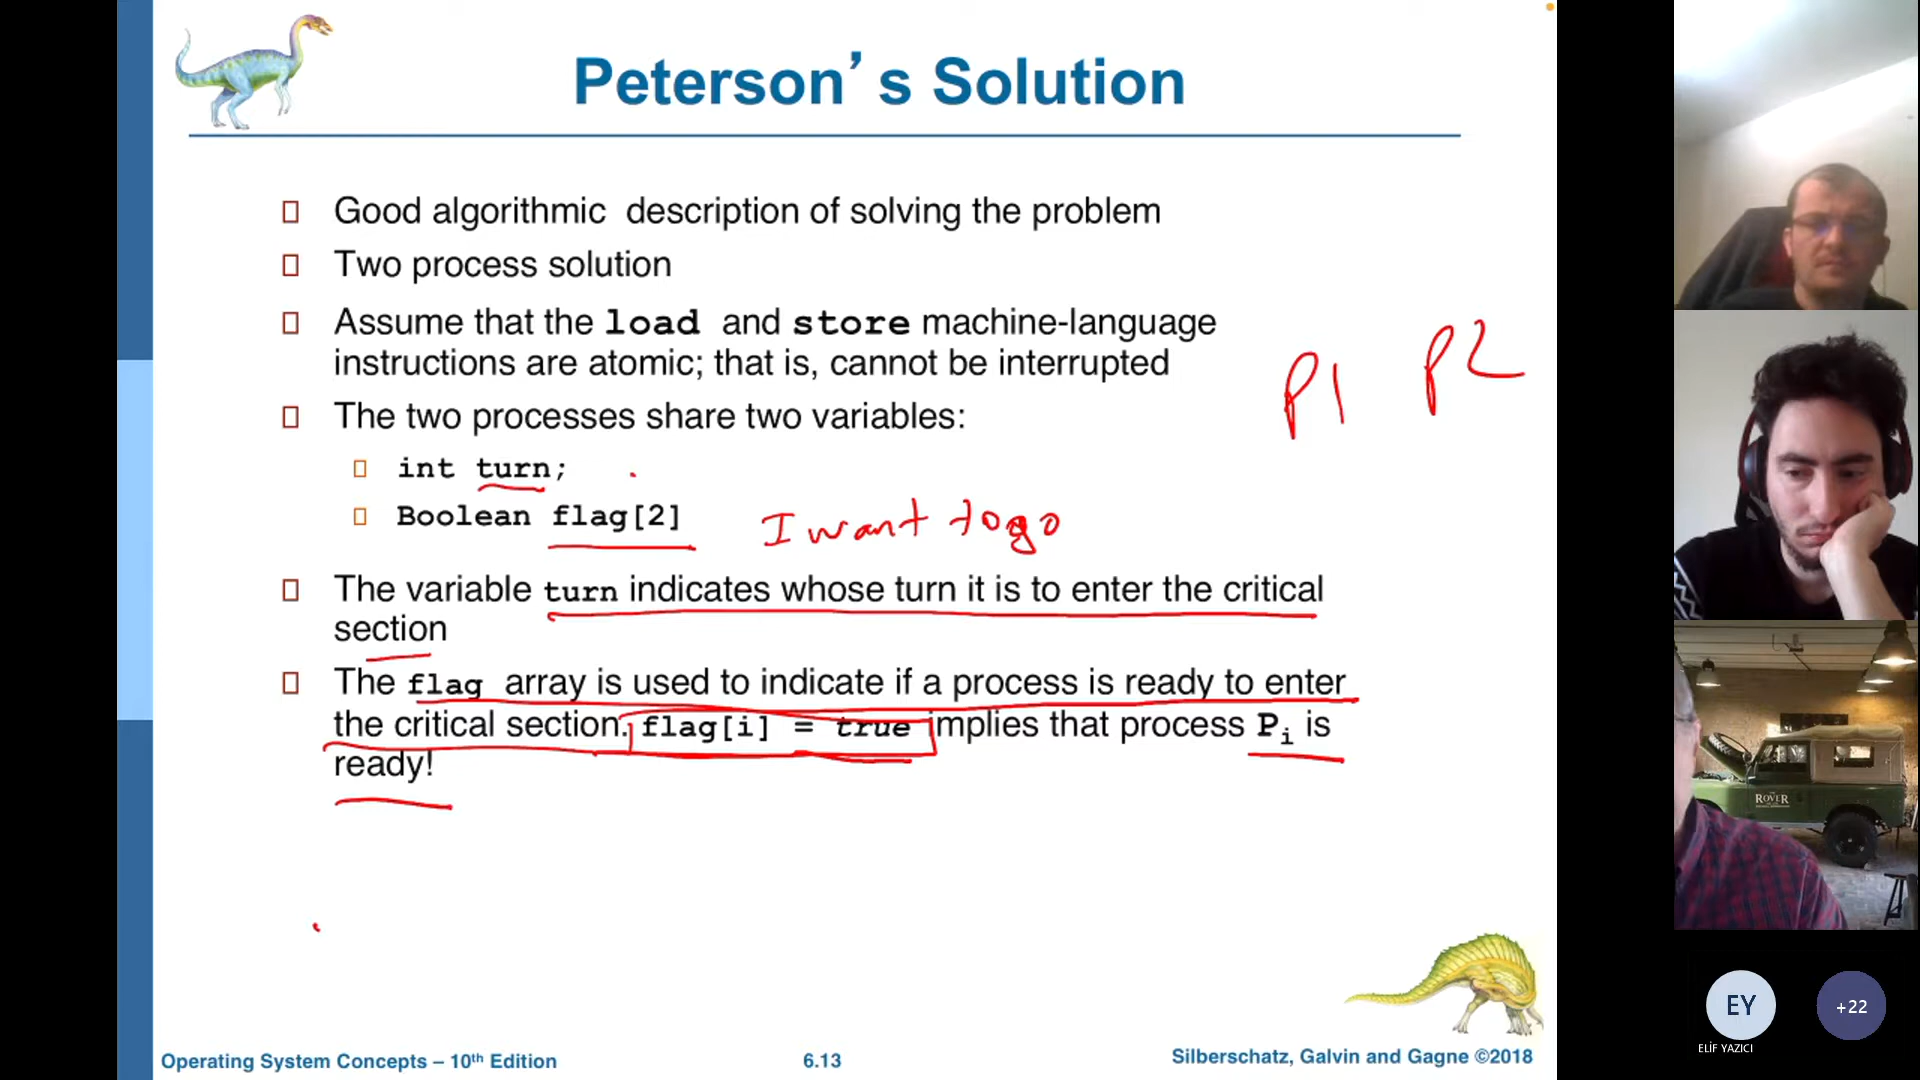 Peterson’s Solution
Good algorithmic description of solving the problem
Two process solution
Assume that the load and store machine-language
instructions are atomic; that is, cannot be interrupted
P1 P2
The two processes share two variables:
int turn;
Boolean flag[2]
I want to go
The variable turn indicates whose turn it is to enter the critical
section
The flag array is used to indicate if a process is ready to enter
the critical section. flag[i] = true implies that process Pi is
ready!
Operating System Concepts – 10th Edition
6.13
Silberschatz, Galvin and Gagne ©2018
ROVER
EY
+22
ELİF YAZICI